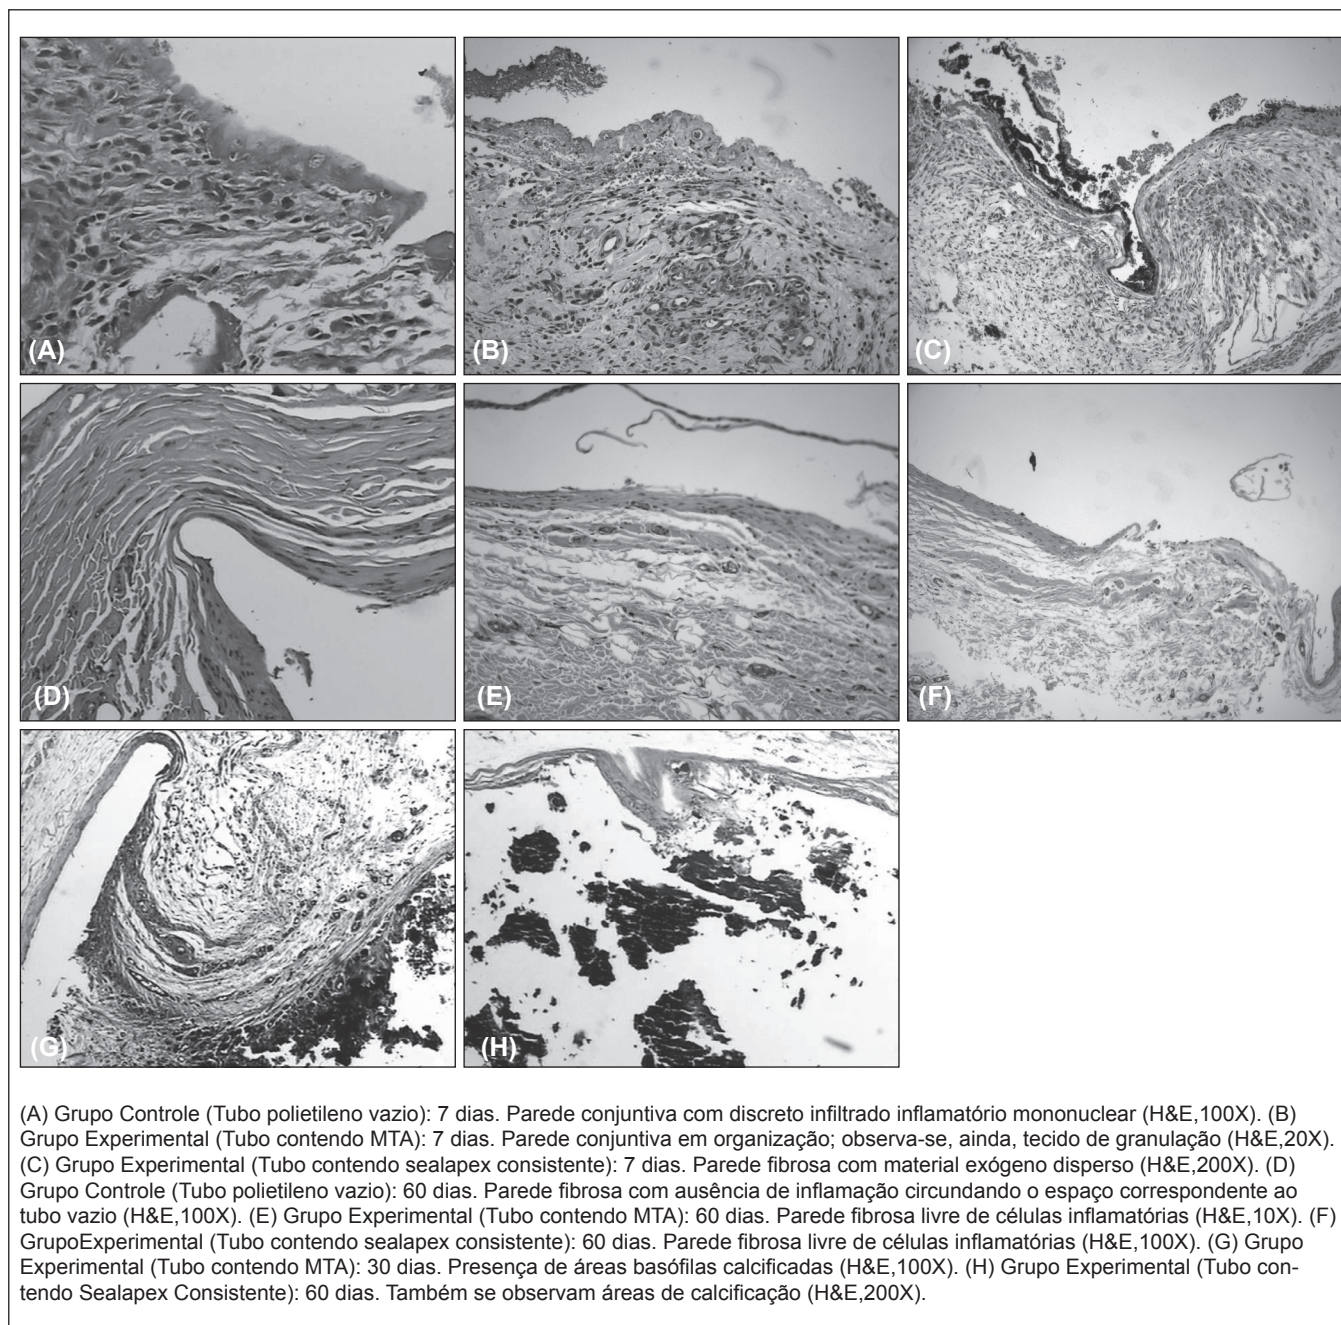 (A)
(B)
(C)
(D)
(E)
(F)
(G)
(H)
(A) Grupo Controle (Tubo polietileno vazio): 7 dias. Parede conjuntiva com discreto infiltrado inflamatório mononuclear (H&E,100X). (B)
Grupo Experimental (Tubo contendo MTA): 7 dias. Parede conjuntiva em organização; observa-se, ainda, tecido de granulação (H&E,20X).
(C) Grupo Experimental (Tubo contendo sealapex consistente): 7 dias. Parede fibrosa com material exógeno disperso (H&E,200X). (D)
Grupo Controle (Tubo polietileno vazio): 60 dias. Parede fibrosa com ausência de inflamação circundando o espaço correspondente ao
tubo vazio (H&E,100X). (E) Grupo Experimental (Tubo contendo MTA): 60 dias. Parede fibrosa livre de células inflamatórias (H&E,10X). (F)
GrupoExperimental (Tubo contendo sealapex consistente): 60 dias. Parede fibrosa livre de células inflamatórias (H&E,100X). (G) Grupo
Experimental (Tubo contendo MTA): 30 dias. Presença de áreas basófilas calcificadas (H&E,100X). (H) Grupo Experimental (Tubo con-
tendo Sealapex Consistente): 60 dias. Também se observam áreas de calcificação (H&E,200X).